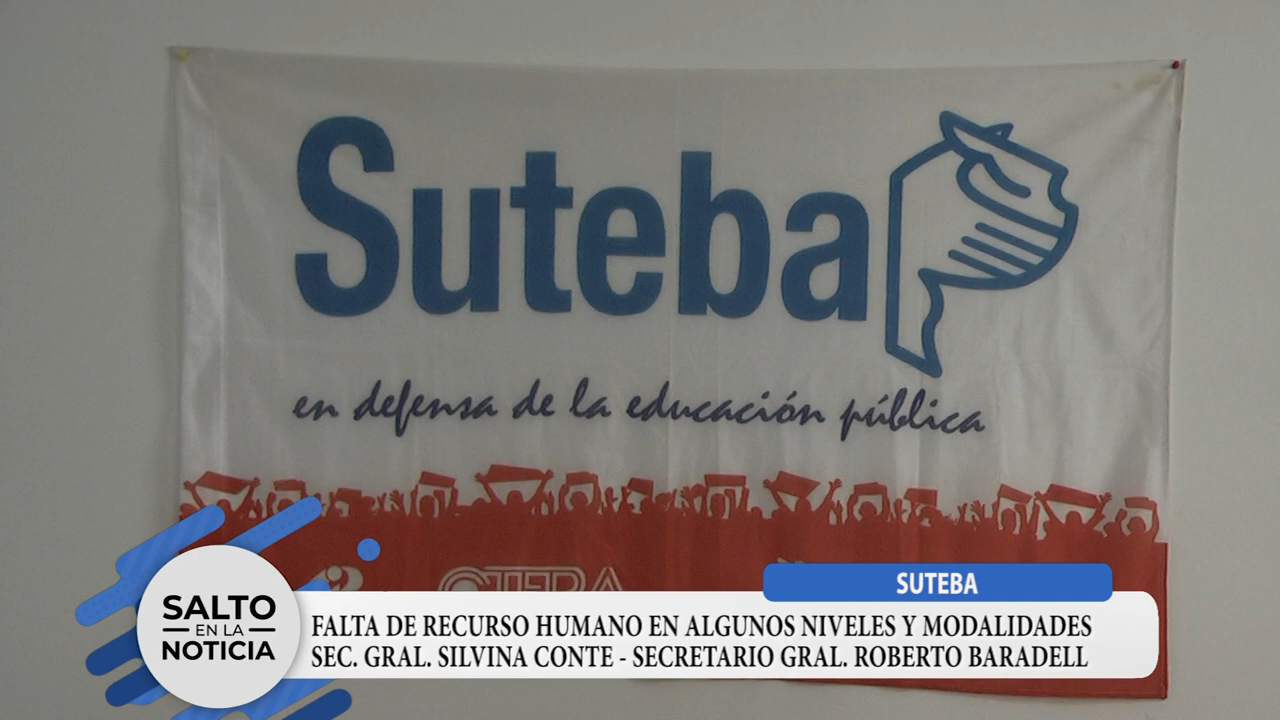 Suteba
en defensa de la educación pública
CTERA
SUTEBA
SALTO
EN LA
NOTICIA
FALTA DE RECURSO HUMANO EN ALGUNOS NIVELES Y MODALIDADES
SEC. GRAL. SILVINA CONTE - SECRETARIO GRAL. ROBERTO BARADELL